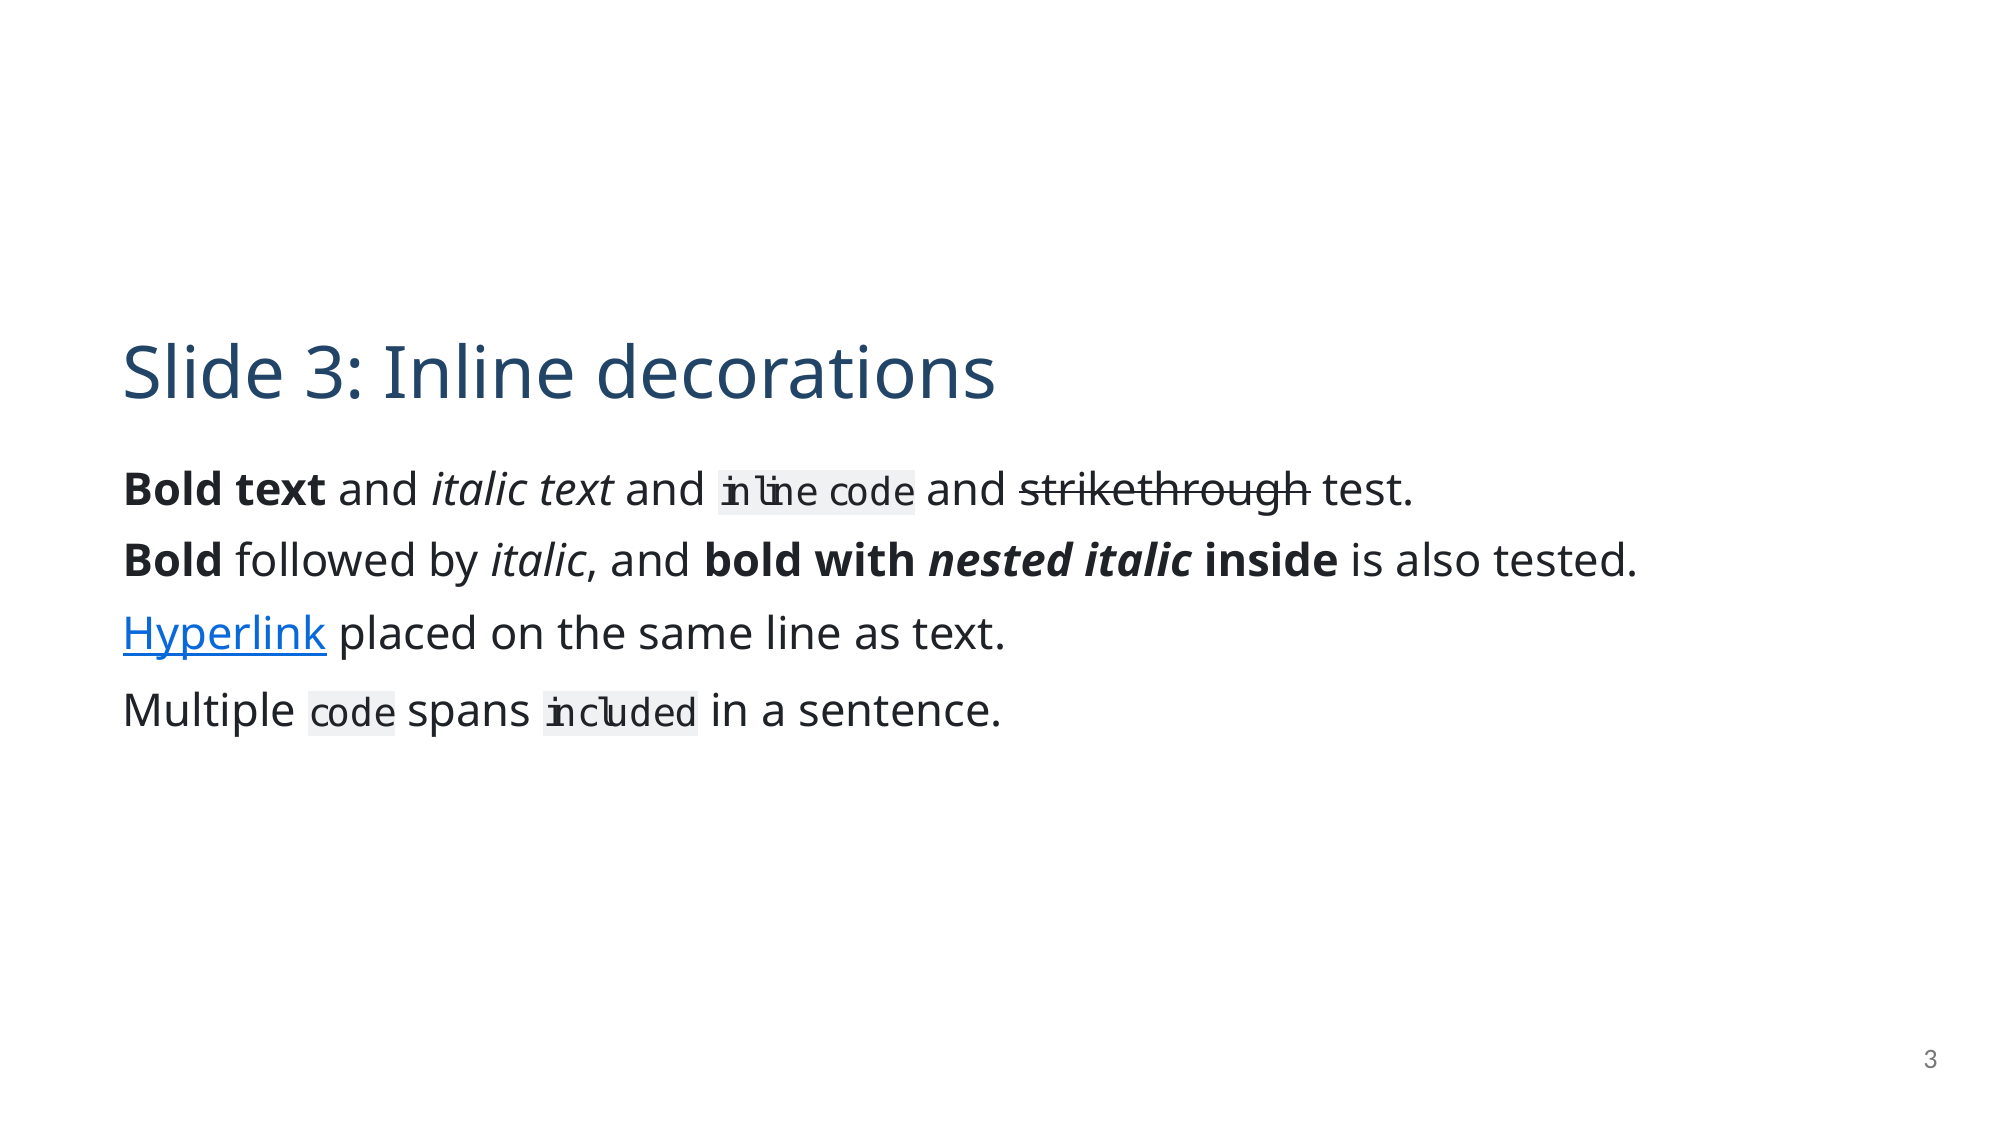 Slide 3: Inline decorations
Bold text and italic text and inline code and strikethrough test.
Bold followed by italic, and bold with nested italic inside is also tested.
Hyperlink placed on the same line as text.
Multiple code spans included in a sentence.
3